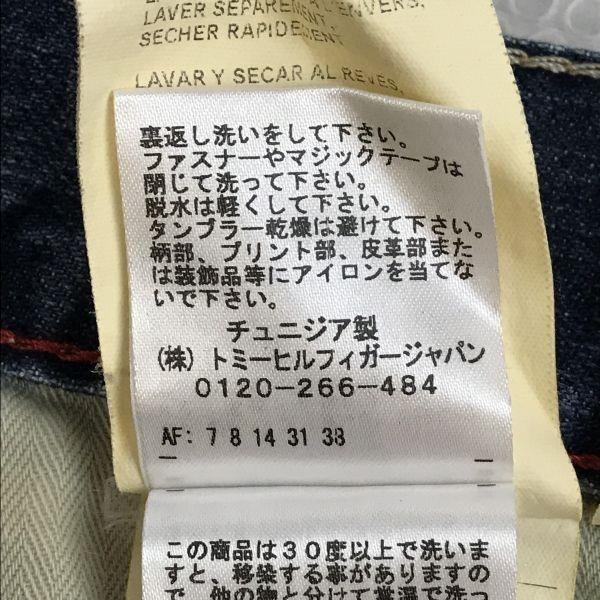 LAVER SÉPARÉMENT À L'ENVERS,
SECHER RAPIDEMENT
LAVAR Y SECAR AL REVES,
裏返し洗いをして下さい。
ファスナーやマジックテープは
閉じて洗って下さい。
脱水は軽くして下さい。
タンブラー乾燥は避けて下さい。
柄部、プリント部、皮革部また
は装飾品等にアイロンを当てな
いで下さい。
チュニジア製
(株) トミーヒルフィガージャパン
0120-266-484
AF: 7 8 14 31 38
この商品は30度以上で洗いま
すと、移染する事がありますの
で、他の物と分けて常温で洗っ